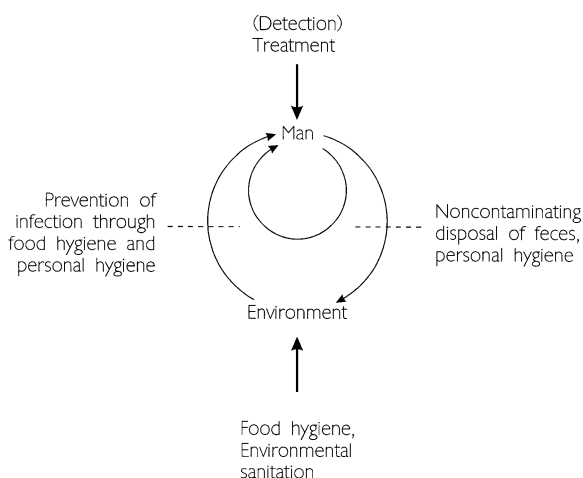 (Detection)
Treatment
Man
Prevention of
infection through
food hygiene and
personal hygiene
Noncontaminating
disposal of feces,
personal hygiene
Environment
Food hygiene,
Environmental
sanitation